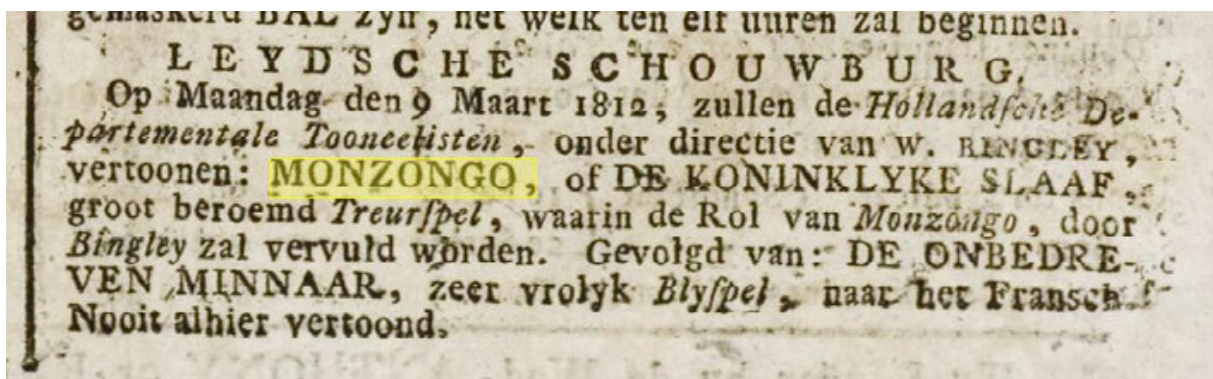 gemaskerd BAL zyn, het welk ten elf uuren zal beginnen.
LEYDSCHE SCHOUWBURG.
Op Maandag den 9 Maart 1812, zullen de Hollandſche De-
partementale Tooneelisten, onder directie van W. BINGLEY,
vertoonen: MONZONGO, of DE KONINKLYKE SLAAF,
groot beroemd Treurſpel, waarin de Rol van Monzongo, door
Bingley zal vervuld worden. Gevolgd van: DE ONBEDRE-
VEN MINNAAR, zeer vrolyk Blyſpel, naar het Fransch.
Nooit alhier vertoond.